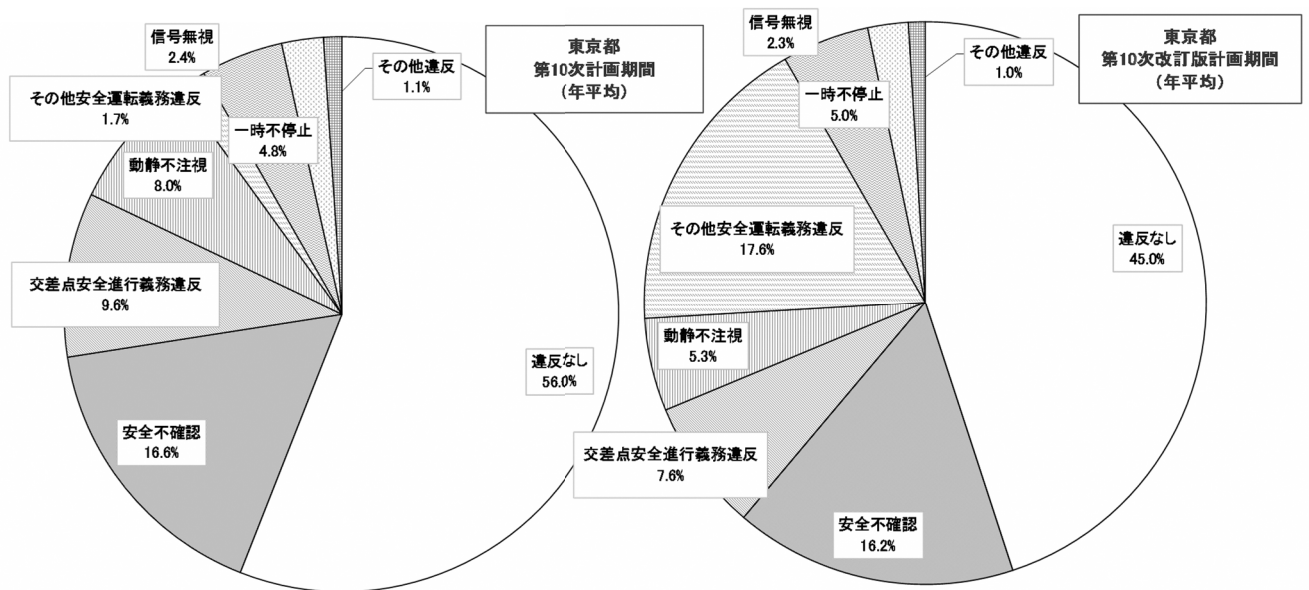 東京都
第10次計画期間
（年平均）
信号無視
2.4%
その他違反
1.1%
その他安全運転義務違反
1.7%
一時不停止
4.8%
動静不注視
8.0%
交差点安全進行義務違反
9.6%
違反なし
56.0%
安全不確認
16.6%
東京都
第10次改訂版計画期間
（年平均）
信号無視
2.3%
その他違反
1.0%
一時不停止
5.0%
その他安全運転義務違反
17.6%
違反なし
45.0%
動静不注視
5.3%
交差点安全進行義務違反
7.6%
安全不確認
16.2%